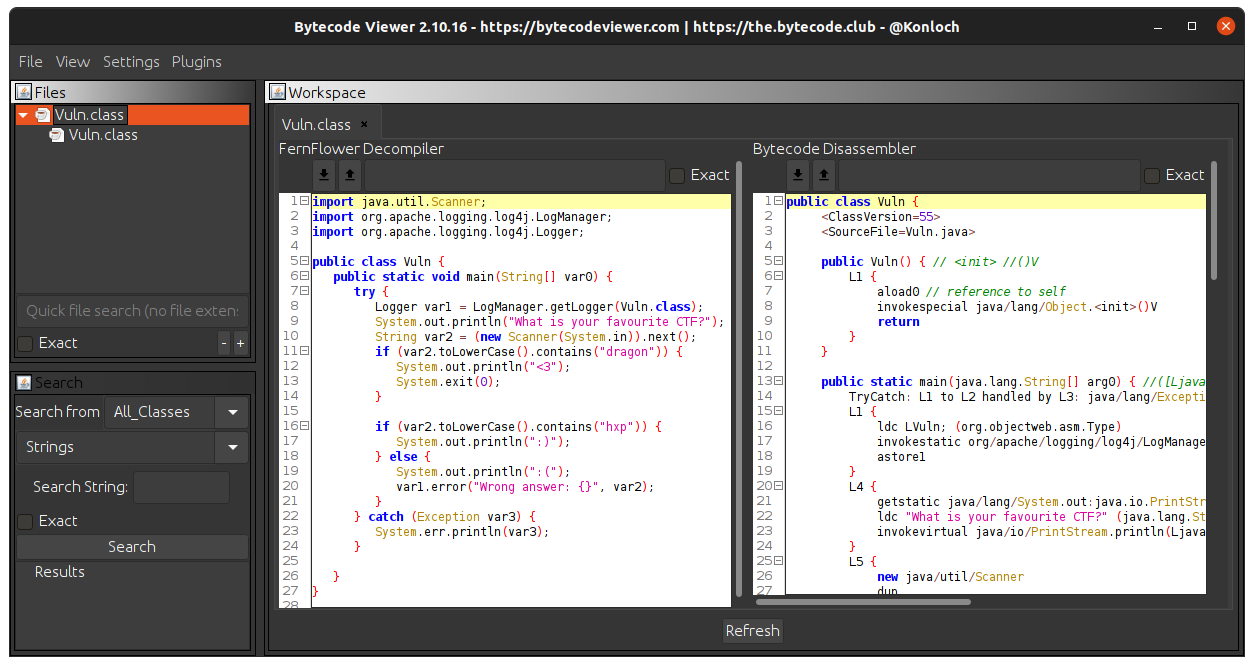 Bytecode Viewer 2.10.16 - https://bytecodeviewer.com | https://the.bytecode.club - @Konloch
File View Settings Plugins
Files
Vuln.class
Vuln.class
Quick file search (no file extens
Exact - +
Search
Search from All_Classes
Strings
Search String:
Exact
Search
Results
Workspace
Vuln.class ×
FernFlower Decompiler
Exact
1 import java.util.Scanner;
2 import org.apache.logging.log4j.LogManager;
3 import org.apache.logging.log4j.Logger;
4
5 public class Vuln {
6 public static void main(String[] var0) {
7 try {
8 Logger var1 = LogManager.getLogger(Vuln.class);
9 System.out.println("What is your favourite CTF?");
10 String var2 = (new Scanner(System.in)).next();
11 if (var2.toLowerCase().contains("dragon")) {
12 System.out.println("<3");
13 System.exit(0);
14 }
15
16 if (var2.toLowerCase().contains("hxp")) {
17 System.out.println(":)");
18 } else {
19 System.out.println(":(");
20 var1.error("Wrong answer: {}", var2);
21 }
22 } catch (Exception var3) {
23 System.err.println(var3);
24 }
25
26 }
27 }
28
Bytecode Disassembler
Exact
1 public class Vuln {
2 <ClassVersion=55>
3 <SourceFile=Vuln.java>
4
5 public Vuln() { // <init> //()V
6 L1 {
7 aload0 // reference to self
8 invokespecial java/lang/Object.<init>()V
9 return
10 }
11 }
12
13 public static main(java.lang.String[] arg0) { //([Ljava
14 TryCatch: L1 to L2 handled by L3: java/lang/Excepti
15 L1 {
16 ldc LVuln; (org.objectweb.asm.Type)
17 invokestatic org/apache/logging/log4j/LogManage
18 astore1
19 }
20 L4 {
21 getstatic java/lang/System.out:java.io.PrintStr
22 ldc "What is your favourite CTF?" (java.lang.St
23 invokevirtual java/io/PrintStream.println(Ljava
24 }
25 L5 {
26 new java/util/Scanner
27 dup
Refresh